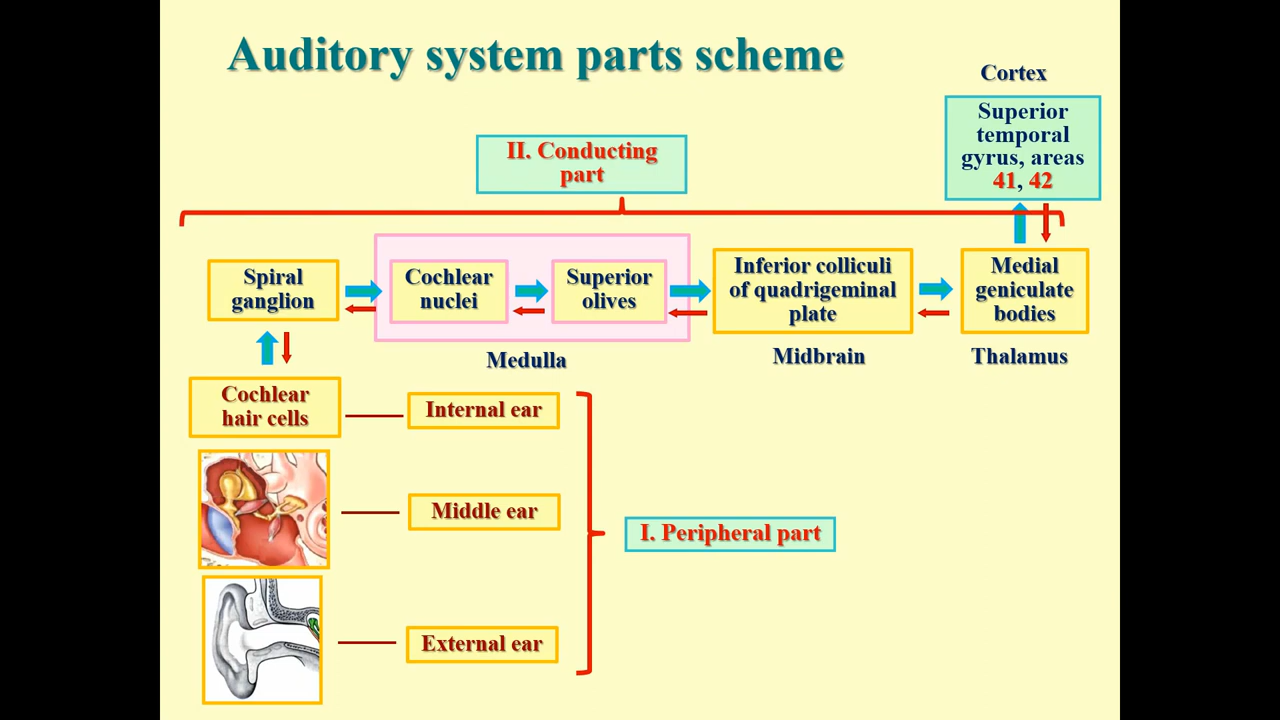 Auditory system parts scheme
Cortex
Superior
temporal
gyrus, areas
41, 42
II. Conducting
part
Spiral
ganglion
Cochlear
nuclei
Superior
olives
Inferior colliculi
of quadrigeminal
plate
Medial
geniculate
bodies
Medulla
Midbrain
Thalamus
Cochlear
hair cells
Internal ear
Middle ear
I. Peripheral part
External ear